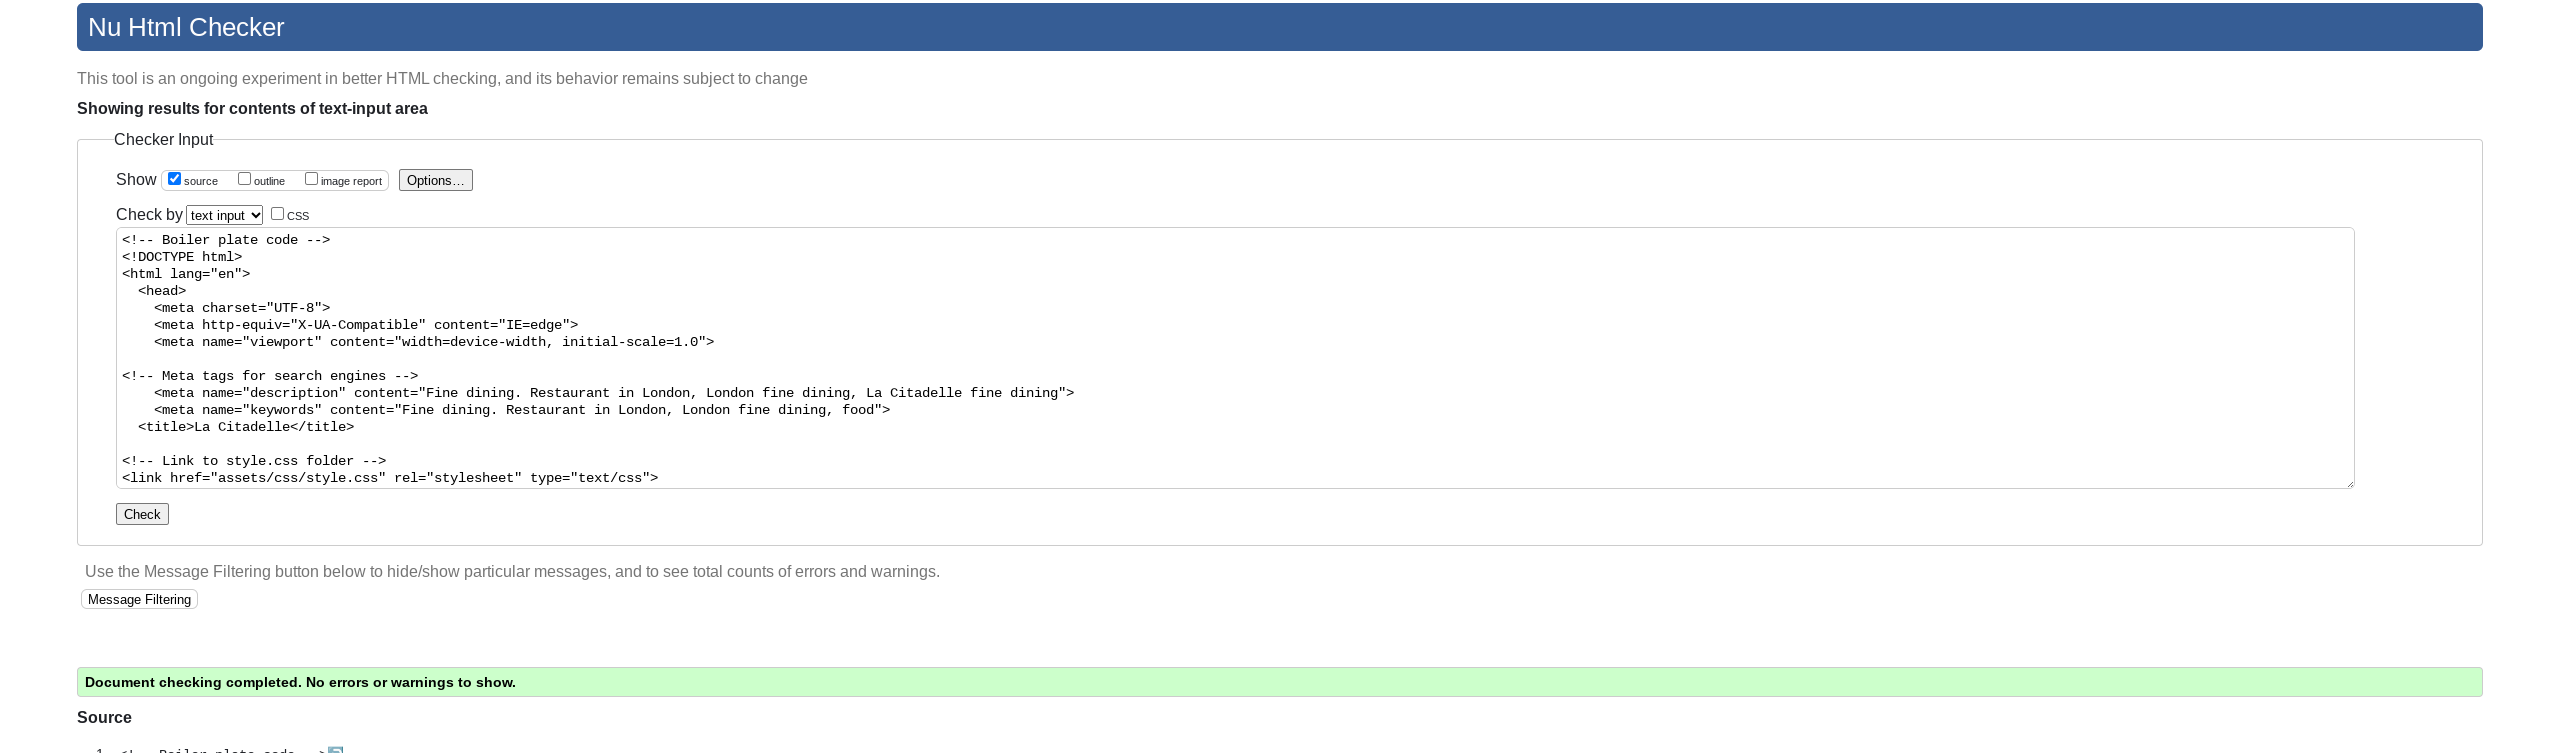 Nu Html Checker
This tool is an ongoing experiment in better HTML checking, and its behavior remains subject to change
Showing results for contents of text-input area
Checker Input
Show source outline image report Options...
Check by text input CSS
<!-- Boiler plate code -->
<!DOCTYPE html>
<html lang="en">
  <head>
    <meta charset="UTF-8">
    <meta http-equiv="X-UA-Compatible" content="IE=edge">
    <meta name="viewport" content="width=device-width, initial-scale=1.0">
<!-- Meta tags for search engines -->
    <meta name="description" content="Fine dining. Restaurant in London, London fine dining, La Citadelle fine dining">
    <meta name="keywords" content="Fine dining. Restaurant in London, London fine dining, food">
  <title>La Citadelle</title>
<!-- Link to style.css folder -->
<link href="assets/css/style.css" rel="stylesheet" type="text/css">
Check
Use the Message Filtering button below to hide/show particular messages, and to see total counts of errors and warnings.
Message Filtering
Document checking completed. No errors or warnings to show.
Source
1. <!-- Boiler plate code -->